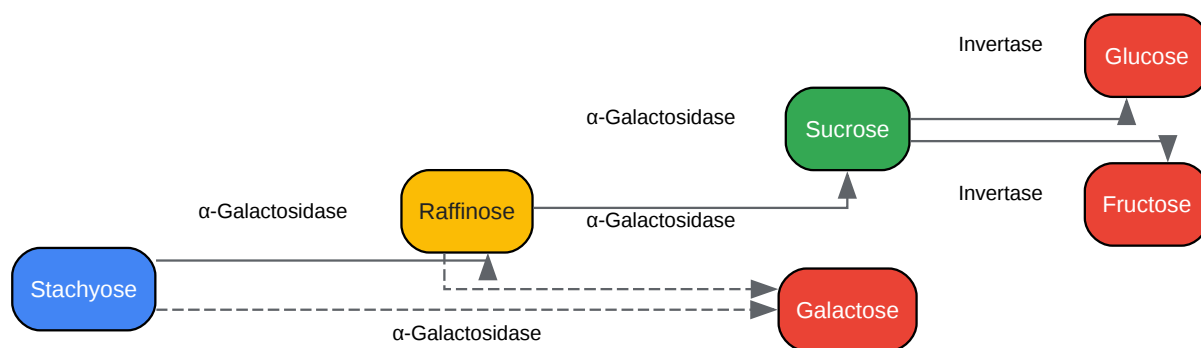 Invertase
Glucose
α-Galactosidase
Sucrose
Invertase
Fructose
α-Galactosidase
Raffinose
α-Galactosidase
Stachyose
Galactose
α-Galactosidase